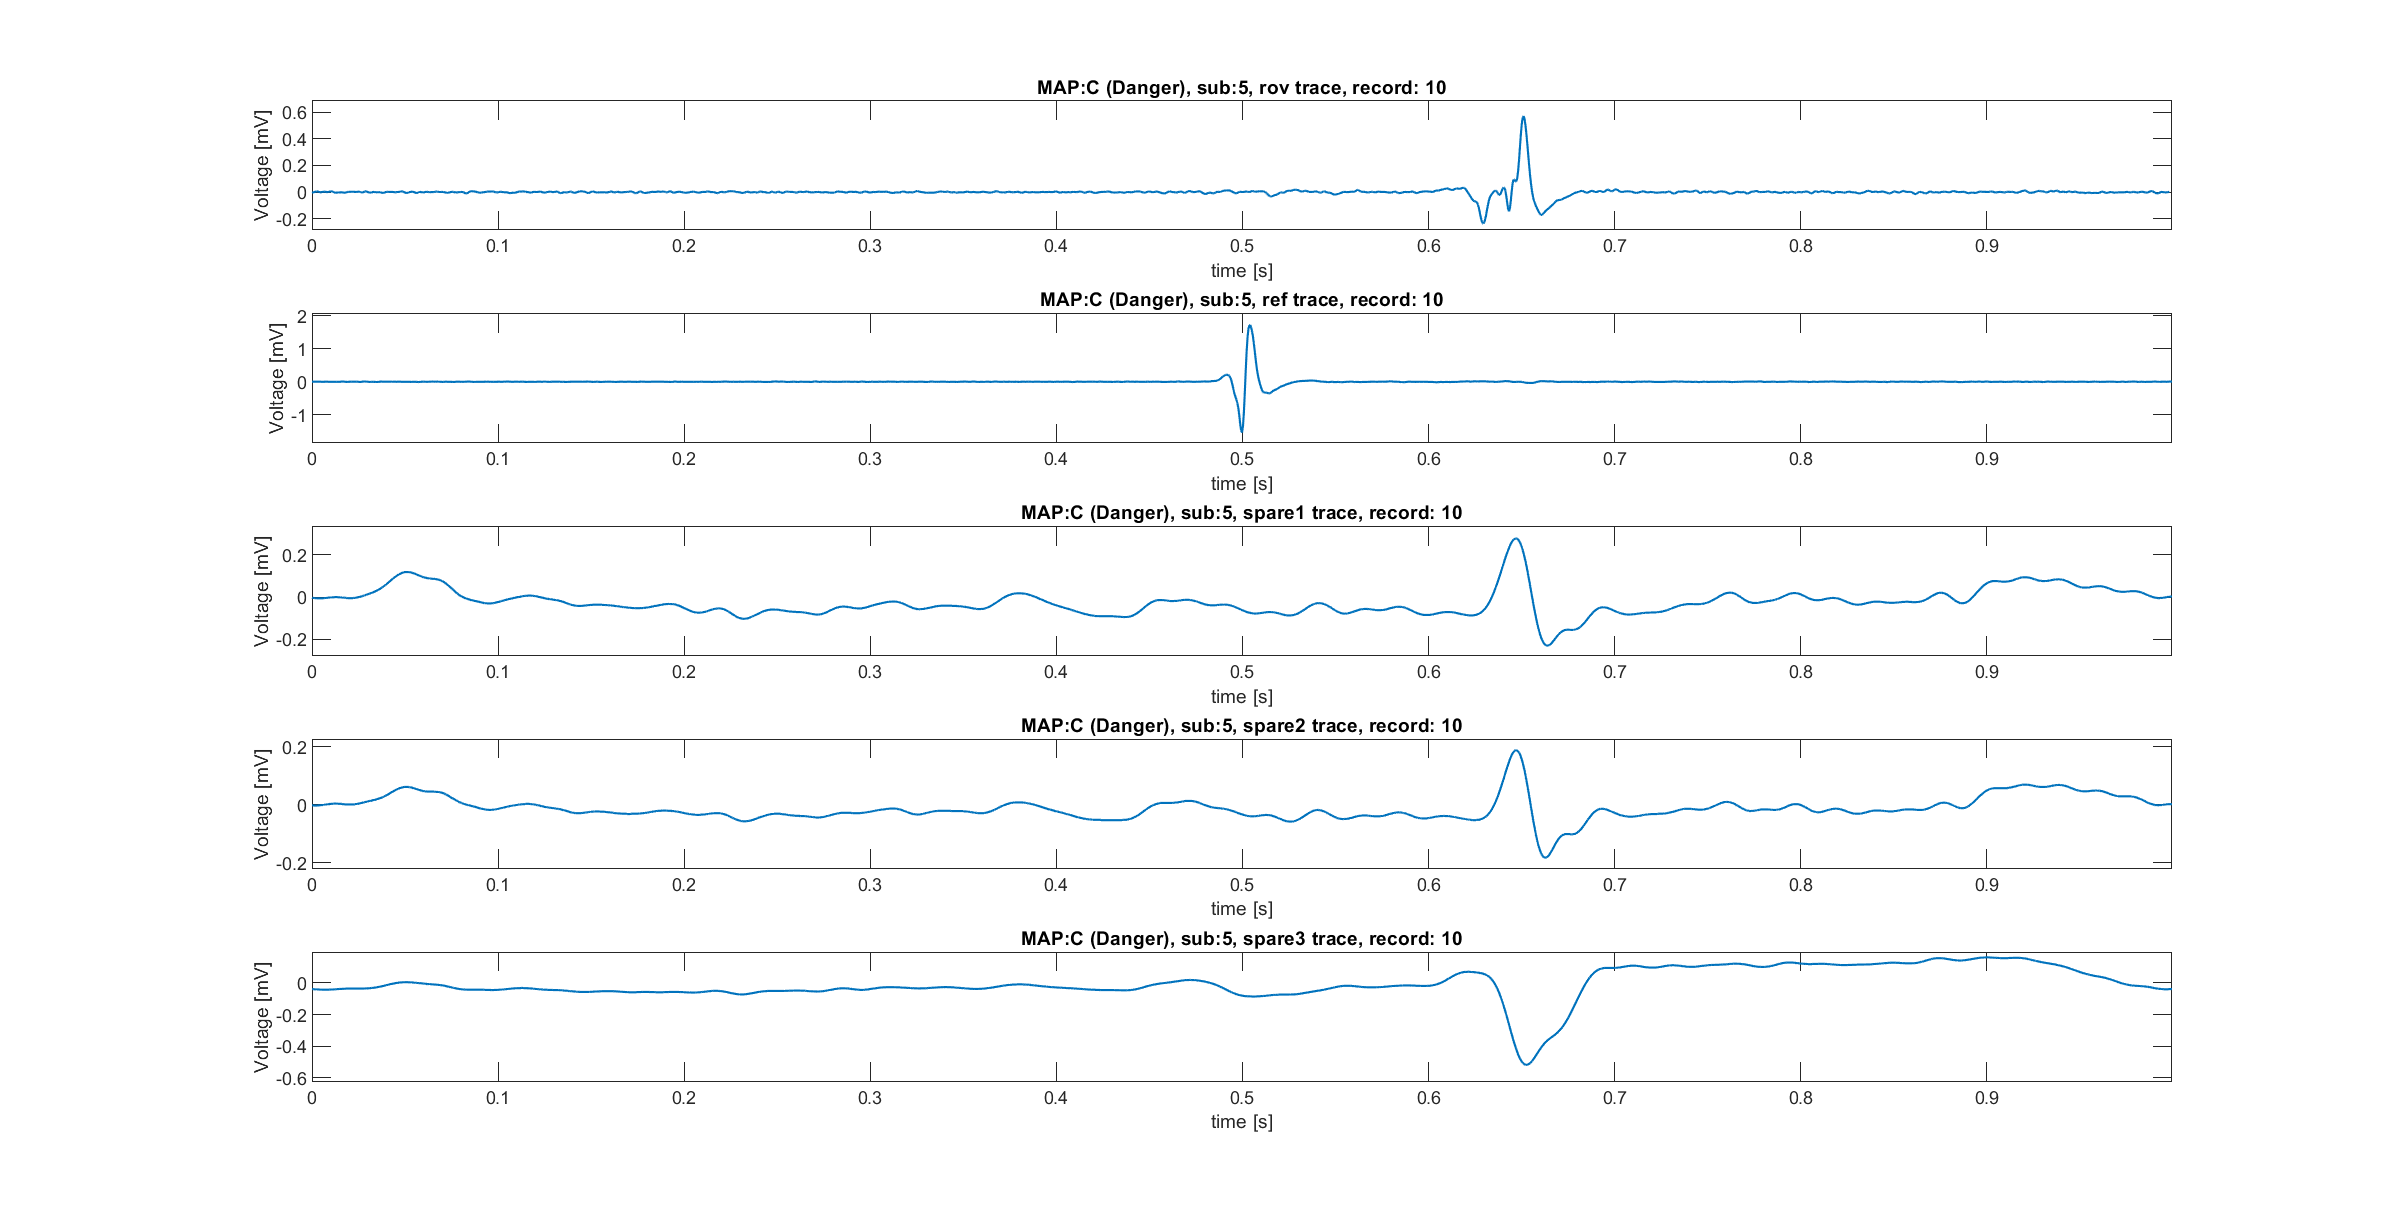 MAP:C (Danger), sub:5, rov trace, record: 10
Voltage [mV]
0.6
0.4
0.2
0
-0.2
0 0.1 0.2 0.3 0.4 0.5 0.6 0.7 0.8 0.9
time [s]
MAP:C (Danger), sub:5, ref trace, record: 10
Voltage [mV]
2
1
0
-1
0 0.1 0.2 0.3 0.4 0.5 0.6 0.7 0.8 0.9
time [s]
MAP:C (Danger), sub:5, spare1 trace, record: 10
Voltage [mV]
0.2
0
-0.2
0 0.1 0.2 0.3 0.4 0.5 0.6 0.7 0.8 0.9
time [s]
MAP:C (Danger), sub:5, spare2 trace, record: 10
Voltage [mV]
0.2
0
-0.2
0 0.1 0.2 0.3 0.4 0.5 0.6 0.7 0.8 0.9
time [s]
MAP:C (Danger), sub:5, spare3 trace, record: 10
Voltage [mV]
0
-0.2
-0.4
-0.6
0 0.1 0.2 0.3 0.4 0.5 0.6 0.7 0.8 0.9
time [s]